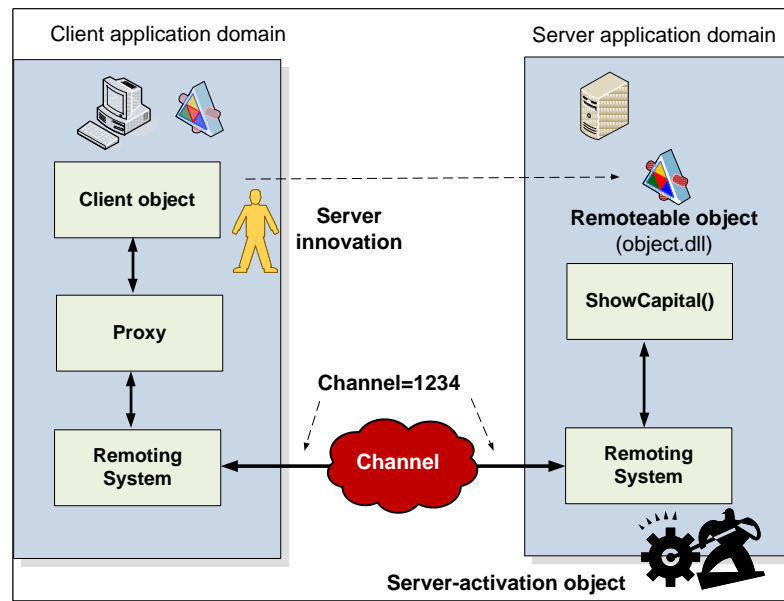 Client application domain
Server application domain
Client object
Server
innovation
Remoteable object
(object.dll)
Proxy
ShowCapital()
Channel=1234
Remoting
System
Channel
Remoting
System
Server-activation object